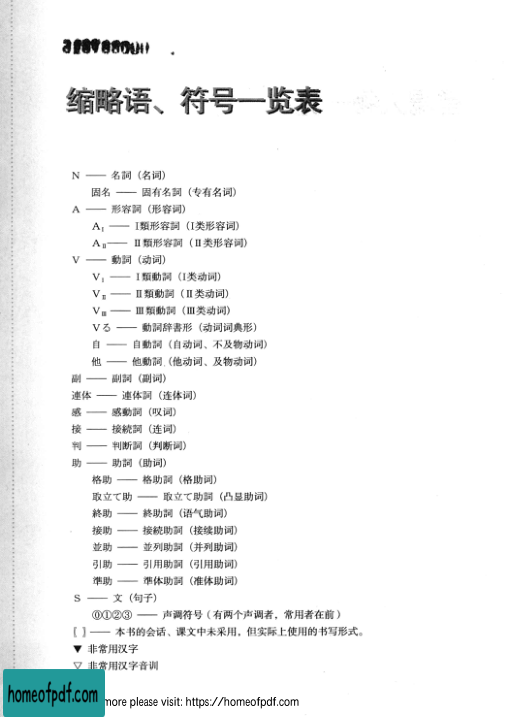 缩略语、符号一览表
N —— 名詞（名词）
固名 —— 固有名詞（专有名词）
A —— 形容詞（形容词）
AⅠ —— Ⅰ類形容詞（Ⅰ类形容词）
AⅡ—— Ⅱ類形容詞（Ⅱ类形容词）
V —— 動詞（动词）
VⅠ —— Ⅰ類動詞（Ⅰ类动词）
VⅡ —— Ⅱ類動詞（Ⅱ类动词）
VⅢ —— Ⅲ類動詞（Ⅲ类动词）
Vる —— 動詞辞書形（动词词典形）
自 —— 自動詞（自动词、不及物动词）
他 —— 他動詞（他动词、及物动词）
副 —— 副詞（副词）
連体 —— 連体詞（连体词）
感 —— 感動詞（叹词）
接 —— 接続詞（连词）
判 —— 判断詞（判断词）
助 —— 助詞（助词）
格助 —— 格助詞（格助词）
取立て助 —— 取立て助詞（凸显助词）
終助 —— 終助詞（语气助词）
接助 —— 接続助詞（接续助词）
並助 —— 並列助詞（并列助词）
引助 —— 引用助詞（引用助词）
準助 —— 準体助詞（准体助词）
S —— 文（句子）
⓪①②③ —— 声调符号（有两个声调者，常用者在前）
[ ]—— 本书的会话、课文中未采用，但实际上使用的书写形式。
▼ 非常用汉字
▽ 非常用汉字音训
homeofpdf.com
more please visit: https://homeofpdf.com